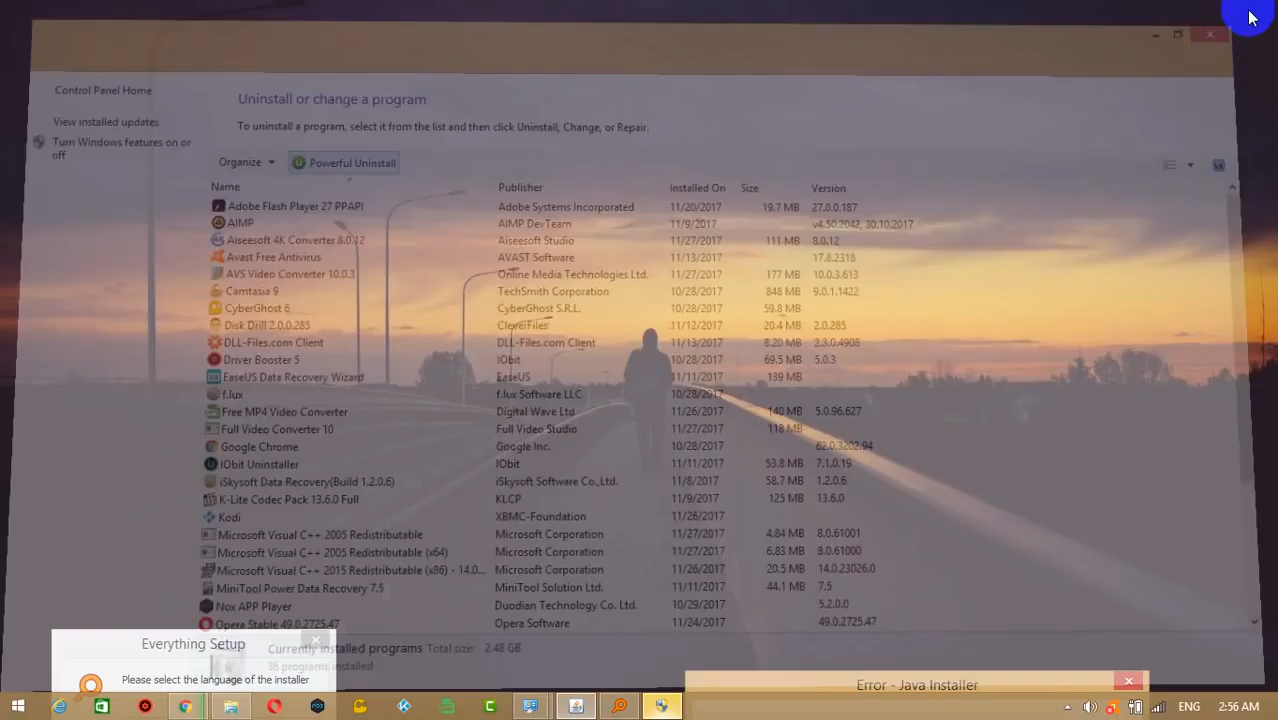 Control Panel Home
View installed updates
Turn Windows features on or
off
Uninstall or change a program
To uninstall a program, select it from the list and then click Uninstall, Change, or Repair.
Organize Powerful Uninstall
Name Publisher Installed On Size Version
Adobe Flash Player 27 PPAPI Adobe Systems Incorporated 11/20/2017 19.7 MB 27.0.0.187
AIMP AIMP DevTeam 11/9/2017 v4.50.2042, 30.10.2017
Aiseesoft 4K Converter 8.0.12 Aiseesoft Studio 11/27/2017 111 MB 8.0.12
Avast Free Antivirus AVAST Software 11/13/2017 17.8.2318
AVS Video Converter 10.0.3 Online Media Technologies Ltd. 11/27/2017 177 MB 10.0.3.613
Camtasia 9 TechSmith Corporation 10/28/2017 848 MB 9.0.1.1422
CyberGhost 6 CyberGhost S.R.L. 10/28/2017 59.8 MB
Disk Drill 2.0.0.285 CleverFiles 11/12/2017 20.4 MB 2.0.285
DLL-Files.com Client DLL-Files.com Client 11/13/2017 8.20 MB 2.3.0.4908
Driver Booster 5 IObit 10/28/2017 69.5 MB 5.0.3
EaseUS Data Recovery Wizard EaseUS 11/11/2017 139 MB
f.lux f.lux Software LLC 10/28/2017
Free MP4 Video Converter Digital Wave Ltd 11/26/2017 140 MB 5.0.96.627
Full Video Converter 10 Full Video Studio 11/27/2017 118 MB
Google Chrome Google Inc. 10/28/2017 62.0.3202.94
IObit Uninstaller IObit 11/11/2017 53.8 MB 7.1.0.19
iSkysoft Data Recovery(Build 1.2.0.6) iSkysoft Software Co.,Ltd. 11/8/2017 58.7 MB 1.2.0.6
K-Lite Codec Pack 13.6.0 Full KLCP 11/9/2017 125 MB 13.6.0
Kodi XBMC-Foundation 11/26/2017
Microsoft Visual C++ 2005 Redistributable Microsoft Corporation 11/27/2017 4.84 MB 8.0.61001
Microsoft Visual C++ 2005 Redistributable (x64) Microsoft Corporation 11/27/2017 6.83 MB 8.0.61000
Microsoft Visual C++ 2015 Redistributable (x86) - 14.0... Microsoft Corporation 11/26/2017 20.5 MB 14.0.23026.0
MiniTool Power Data Recovery 7.5 MiniTool Solution Ltd. 11/11/2017 44.1 MB 7.5
Nox APP Player Duodian Technology Co. Ltd. 10/29/2017 5.2.0.0
Opera Stable 49.0.2725.47 Opera Software 11/24/2017 49.0.2725.47
Currently installed programs Total size: 2.48 GB
36 programs installed
Everything Setup
Please select the language of the installer
Error - Java Installer
ENG 2:56 AM